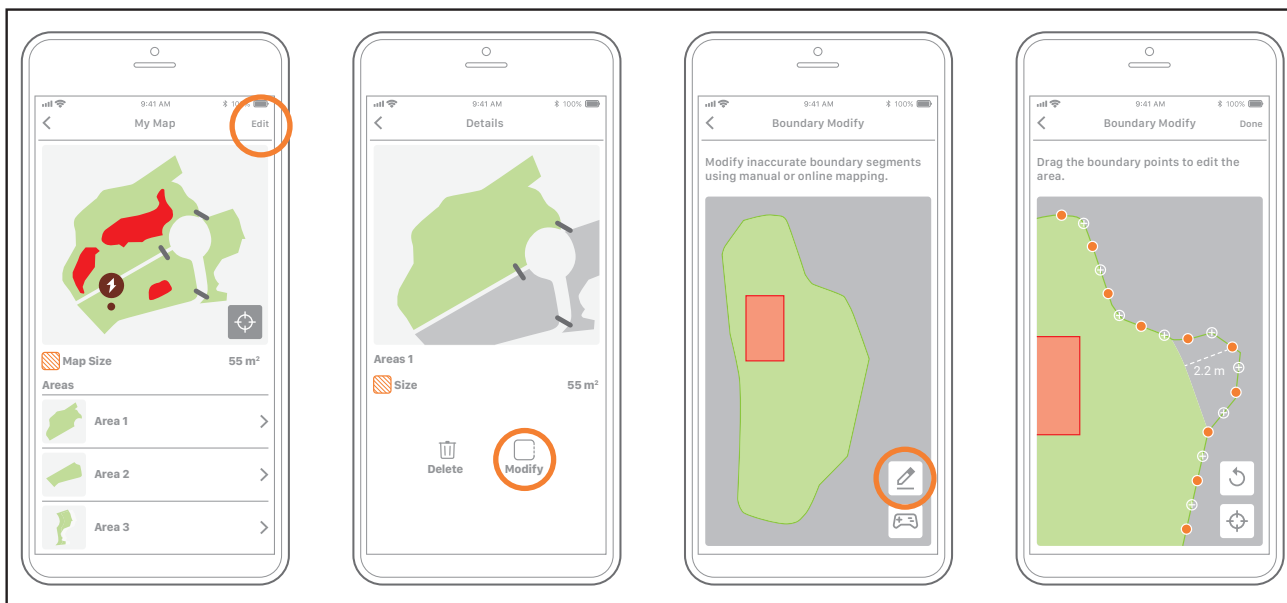 9:41 AM
100%
My Map
Edit
Map Size
55 m²
Areas
Area 1
Area 2
Area 3
9:41 AM
100%
Details
Areas 1
Size
55 m²
Delete
Modify
9:41 AM
100%
Boundary Modify
Modify inaccurate boundary segments
using manual or online mapping.
9:41 AM
100%
Boundary Modify
Done
Drag the boundary points to edit the
area.
2.2 m